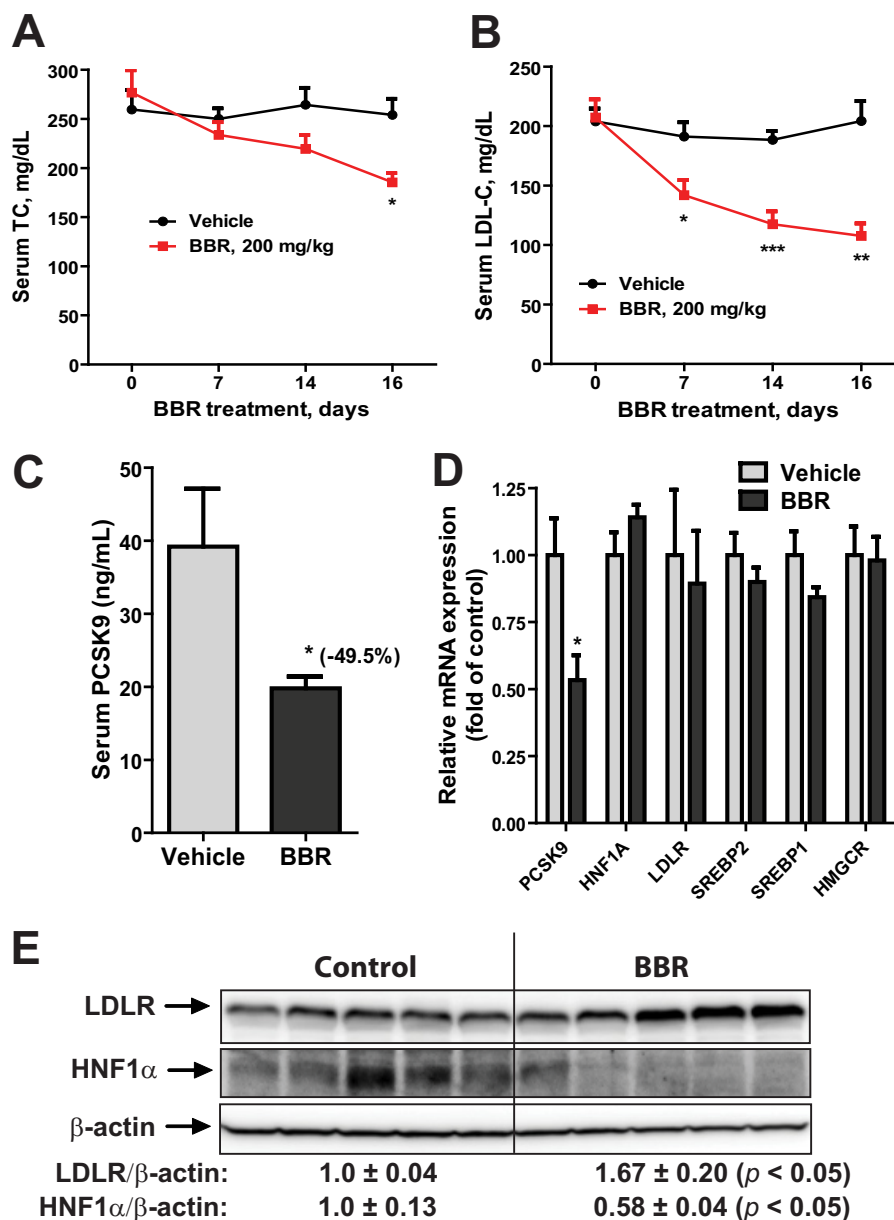 A
Serum TC, mg/dL
300
250
200
150
100
50
0
*
Vehicle
BBR, 200 mg/kg
0 7 14 16
BBR treatment, days
B
Serum LDL-C, mg/dL
250
200
150
100
50
0
* *** **
Vehicle
BBR, 200 mg/kg
0 7 14 16
BBR treatment, days
C
Serum PCSK9 (ng/mL)
50
40
30
20
10
0
* (-49.5%)
Vehicle BBR
D
Vehicle
BBR
Relative mRNA expression
(fold of control)
1.25
1.00
0.75
0.50
0.25
0.00
*
PCSK9 HNF1A LDLR SREBP2 SREBP1 HMGCR
E
Control BBR
LDLR
HNF1α
β-actin
LDLR/β-actin: 1.0 ± 0.04 1.67 ± 0.20 (p < 0.05)
HNF1α/β-actin: 1.0 ± 0.13 0.58 ± 0.04 (p < 0.05)